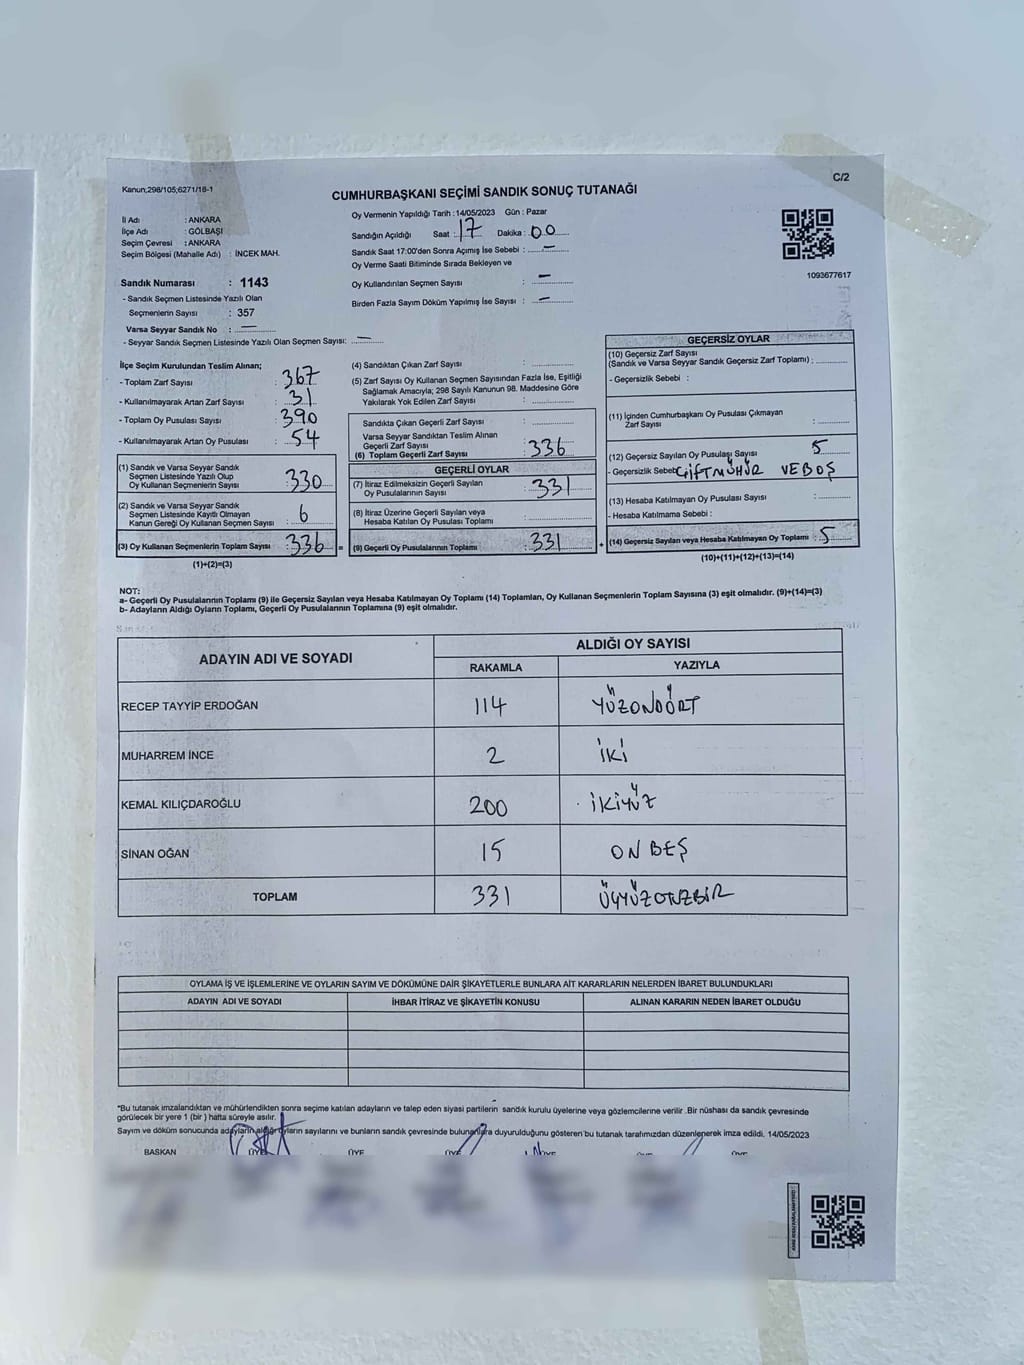 Kanun;298/105;6271/18-1
C/2
CUMHURBAŞKANI SEÇİMİ SANDIK SONUÇ TUTANAĞI
İl Adı : ANKARA
İlçe Adı : GÖLBAŞI
Seçim Çevresi : ANKARA
Seçim Bölgesi (Mahalle Adı) : İNCEK MAH.
Sandık Numarası : 1143
- Sandık Seçmen Listesinde Yazılı Olan
Seçmenlerin Sayısı : 357
Varsa Seyyar Sandık No : —
- Seyyar Sandık Seçmen Listesinde Yazılı Olan Seçmen Sayısı: —
Oy Vermenin Yapıldığı Tarih : 14/05/2023 Gün : Pazar
Sandığın Açıldığı Saat : 17 Dakika : 00
Sandık Saat 17:00'den Sonra Açımış İse Sebebi : —
Oy Verme Saati Bitiminde Sırada Bekleyen ve
Oy Kullandırılan Seçmen Sayısı : —
Birden Fazla Sayım Döküm Yapılmış İse Sayısı : —
1093677617
İlçe Seçim Kurulundan Teslim Alınan;
- Toplam Zarf Sayısı : 367
- Kullanılmayarak Artan Zarf Sayısı : 31
- Toplam Oy Pusulası Sayısı : 390
- Kullanılmayarak Artan Oy Pusulası : 54
(1) Sandık ve Varsa Seyyar Sandık
Seçmen Listesinde Yazılı Olup
Oy Kullanan Seçmenlerin Sayısı : 330
(2) Sandık ve Varsa Seyyar Sandık
Seçmen Listesinde Kayıtlı Olmayan
Kanun Gereği Oy Kullanan Seçmen Sayısı : 6
(3) Oy Kullanan Seçmenlerin Toplam Sayısı : 336 =
(1)+(2)=(3)
(4) Sandıktan Çıkan Zarf Sayısı :
(5) Zarf Sayısı Oy Kullanan Seçmen Sayısından Fazla İse, Eşitliği
Sağlamak Amacıyla; 298 Sayılı Kanunun 98. Maddesine Göre
Yakılarak Yok Edilen Zarf Sayısı :
Sandıkta Çıkan Geçerli Zarf Sayısı :
Varsa Seyyar Sandıktan Teslim Alınan
Geçerli Zarf Sayısı :
(6) Toplam Geçerli Zarf Sayısı : 336
GEÇERLİ OYLAR
(7) İtiraz Edilmeksizin Geçerli Sayılan
Oy Pusulalarının Sayısı : 331
(8) İtiraz Üzerine Geçerli Sayılan veya
Hesaba Katılan Oy Pusulası Toplamı :
(9) Geçerli Oy Pusulalarının Toplamı : 331 +
GEÇERSİZ OYLAR
(10) Geçersiz Zarf Sayısı
(Sandık ve Varsa Seyyar Sandık Geçersiz Zarf Toplamı) :
- Geçersizlik Sebebi :
(11) İçinden Cumhurbaşkanı Oy Pusulası Çıkmayan
Zarf Sayısı :
(12) Geçersiz Sayılan Oy Pusulası Sayısı : 5
- Geçersizlik Sebebi ÇİFT MÜHÜR VE BOŞ
(13) Hesaba Katılmayan Oy Pusulası Sayısı :
- Hesaba Katılmama Sebebi :
(14) Geçersiz Sayılan veya Hesaba Katılmayan Oy Toplamı : 5
(10)+(11)+(12)+(13)=(14)
NOT:
a- Geçerli Oy Pusulalarının Toplamı (9) ile Geçersiz Sayılan veya Hesaba Katılmayan Oy Toplamı (14) Toplamları, Oy Kullanan Seçmenlerin Toplam Sayısına (3) eşit olmalıdır. (9)+(14)=(3)
b- Adayların Aldığı Oyların Toplamı, Geçerli Oy Pusulalarının Toplamına (9) eşit olmalıdır.
ADAYIN ADI VE SOYADI
ALDIĞI OY SAYISI
RAKAMLA YAZIYLA
RECEP TAYYİP ERDOĞAN 114 YÜZONDÖRT
MUHARREM İNCE 2 İKİ
KEMAL KILIÇDAROĞLU 200 İKİYÜZ
SİNAN OĞAN 15 ON BEŞ
TOPLAM 331
OYLAMA İŞ VE İŞLEMLERİNE VE OYLARIN SAYIM VE DÖKÜMÜNE DAİR ŞİKAYETLERLE BUNLARA AİT KARARLARIN NELERDEN İBARET BULUNDUKLARI
ADAYIN ADI VE SOYADI İHBAR İTİRAZ VE ŞİKAYETİN KONUSU ALINAN KARARIN NEDEN İBARET OLDUĞU
*Bu tutanak imzalandıktan ve mühürlendikten sonra seçime katılan adayların ve talep eden siyasi partilerin sandık kurulu üyelerine veya gözlemcilerine verilir .Bir nüshası da sandık çevresinde
görülecek bir yere 1 (bir ) hafta süreyle asılır.
Sayım ve döküm sonucunda adayların aldığı oyların sayılarını ve bunların sandık çevresinde bulunanlara duyurulduğunu gösteren bu tutanak tarafımızdan düzenlenerek imza edildi. 14/05/2023
BAŞKAN ÜYE ÜYE ÜYE